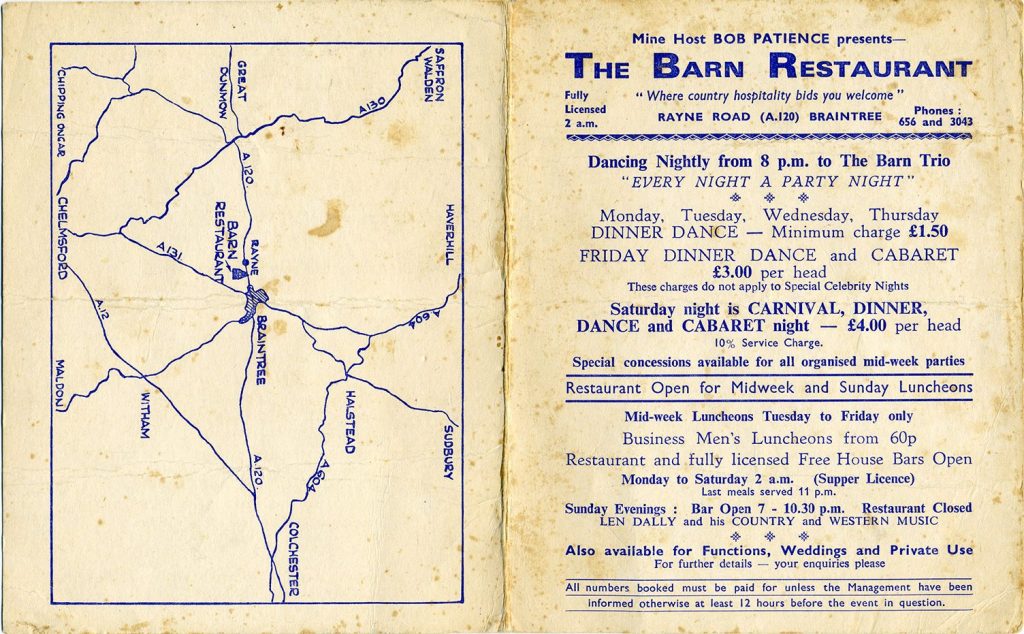 SAFFRON
WALDEN
GREAT
DUNMOW
CHIPPING ONGAR
A130
A 120.
HAVERHILL
CHELMSFORD
A131
BARN
RESTAURANT
RAYNE
A 604
A.12
BRAINTREE
MALDON
WITHAM
HALSTEAD
SUDBURY
A.120.
A 604
COLCHESTER
Mine Host BOB PATIENCE presents—
THE BARN RESTAURANT
Fully
Licensed
2 a.m.
"Where country hospitality bids you welcome"
RAYNE ROAD (A.120) BRAINTREE
Phones :
656 and 3043
Dancing Nightly from 8 p.m. to The Barn Trio
"EVERY NIGHT A PARTY NIGHT"
Monday, Tuesday, Wednesday, Thursday
DINNER DANCE — Minimum charge £1.50
FRIDAY DINNER DANCE and CABARET
£3.00 per head
These charges do not apply to Special Celebrity Nights
Saturday night is CARNIVAL, DINNER,
DANCE and CABARET night — £4.00 per head
10% Service Charge.
Special concessions available for all organised mid-week parties
Restaurant Open for Midweek and Sunday Luncheons
Mid-week Luncheons Tuesday to Friday only
Business Men's Luncheons from 60p
Restaurant and fully licensed Free House Bars Open
Monday to Saturday 2 a.m. (Supper Licence)
Last meals served 11 p.m.
Sunday Evenings : Bar Open 7 - 10.30 p.m. Restaurant Closed
LEN DALLY and his COUNTRY and WESTERN MUSIC
Also available for Functions, Weddings and Private Use
For further details — your enquiries please
All numbers booked must be paid for unless the Management have been
informed otherwise at least 12 hours before the event in question.